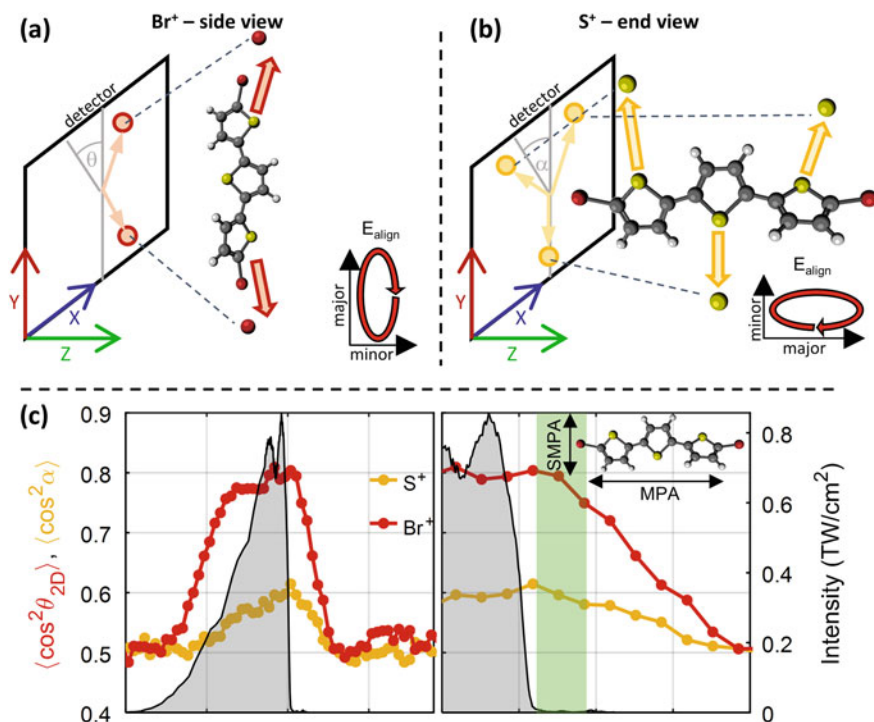 (a) Br⁺ – side view
detector
θ
Y
X
Z
E_align
major
minor
(b) S⁺ – end view
detector
α
Y
X
Z
E_align
minor
major
(c)
⟨cos²θ_2D⟩, ⟨cos²α⟩
0.9
0.8
0.7
0.6
0.5
0.4
S⁺
Br⁺
SMPA
MPA
0.8
0.6
0.4
0.2
0
Intensity (TW/cm²)